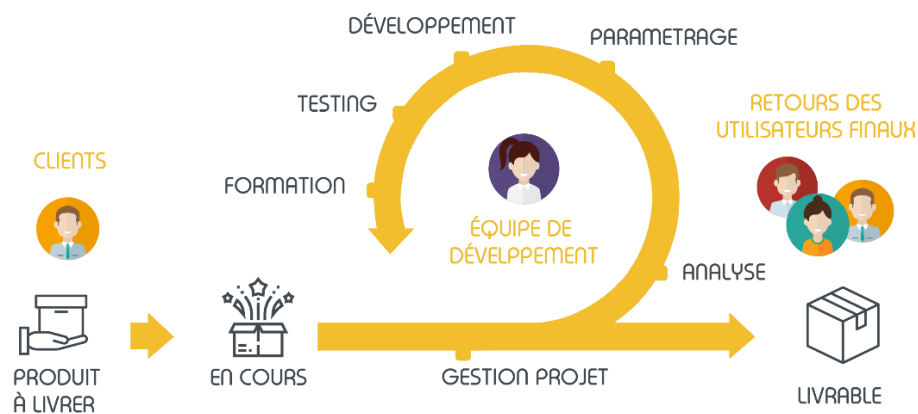 DÉVELOPPEMENT
PARAMETRAGE
TESTING
RETOURS DES
UTILISATEURS FINAUX
CLIENTS
FORMATION
ÉQUIPE DE
DÉVELPPEMENT
ANALYSE
PRODUIT
À LIVRER
EN COURS
GESTION PROJET
LIVRABLE